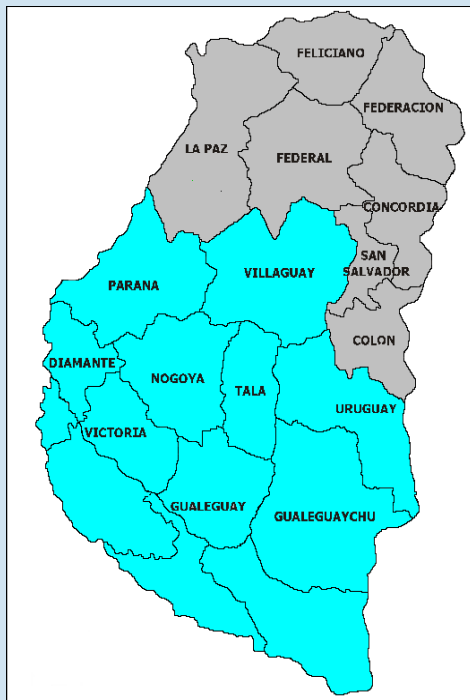 FELICIANO
FEDERACION
LA PAZ
FEDERAL
CONCORDIA
SAN
SALVADOR
VILLAGUAY
PARANA
COLON
DIAMANTE
NOGOYA
TALA
URUGUAY
VICTORIA
GUALEGUAY
GUALEGUAYCHU